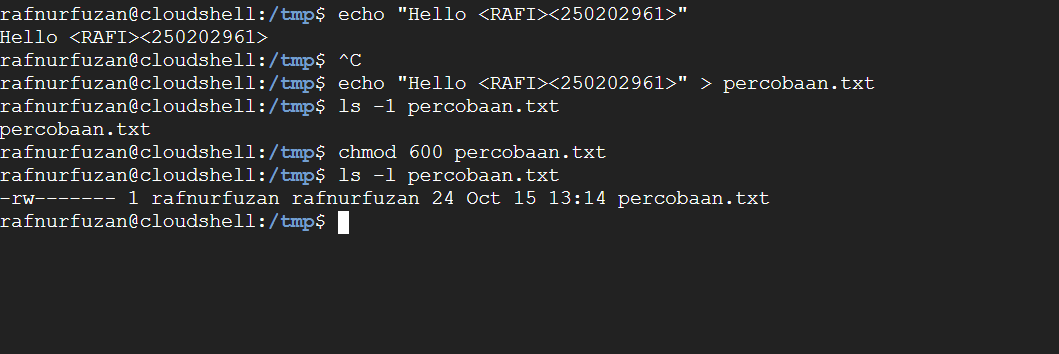 rafnurfuzan@cloudshell:/tmp$ echo "Hello <RAFI><250202961>"
Hello <RAFI><250202961>
rafnurfuzan@cloudshell:/tmp$ ^C
rafnurfuzan@cloudshell:/tmp$ echo "Hello <RAFI><250202961>" > percobaan.txt
rafnurfuzan@cloudshell:/tmp$ ls -1 percobaan.txt
percobaan.txt
rafnurfuzan@cloudshell:/tmp$ chmod 600 percobaan.txt
rafnurfuzan@cloudshell:/tmp$ ls -l percobaan.txt
-rw------- 1 rafnurfuzan rafnurfuzan 24 Oct 15 13:14 percobaan.txt
rafnurfuzan@cloudshell:/tmp$